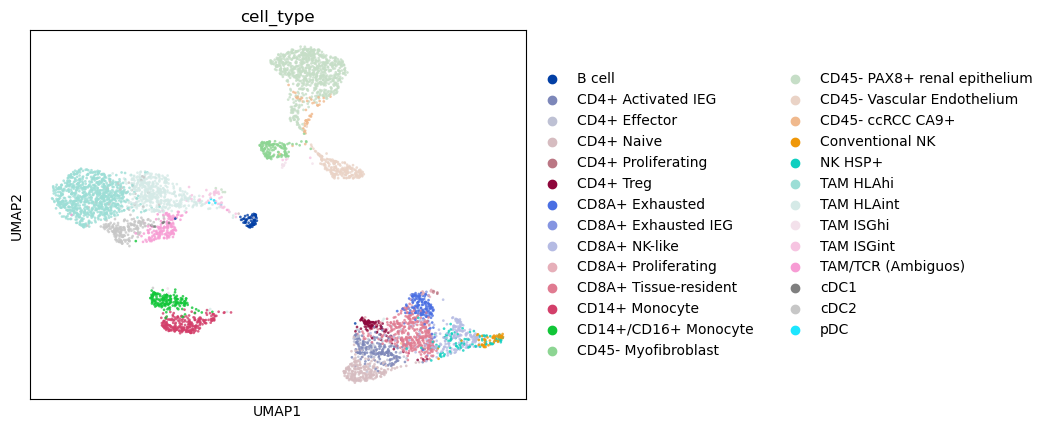 cell_type
UMAP2
UMAP1
B cell
CD4+ Activated IEG
CD4+ Effector
CD4+ Naive
CD4+ Proliferating
CD4+ Treg
CD8A+ Exhausted
CD8A+ Exhausted IEG
CD8A+ NK-like
CD8A+ Proliferating
CD8A+ Tissue-resident
CD14+ Monocyte
CD14+/CD16+ Monocyte
CD45- Myofibroblast
CD45- PAX8+ renal epithelium
CD45- Vascular Endothelium
CD45- ccRCC CA9+
Conventional NK
NK HSP+
TAM HLAhi
TAM HLAint
TAM ISGhi
TAM ISGint
TAM/TCR (Ambiguos)
cDC1
cDC2
pDC